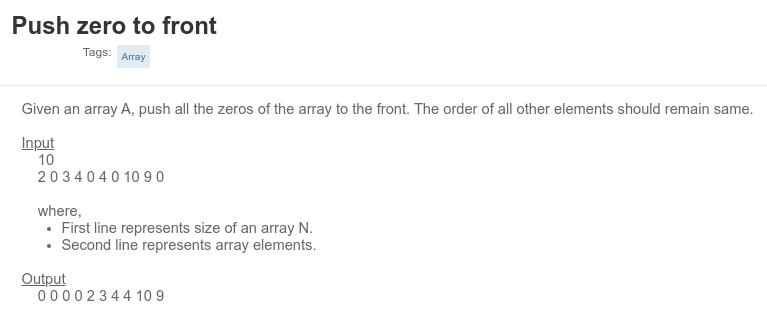 Push zero to front
Tags: Array
Given an array A, push all the zeros of the array to the front. The order of all other elements should remain same.
Input
10
2 0 3 4 0 4 0 10 9 0
where,
• First line represents size of an array N.
• Second line represents array elements.
Output
0 0 0 0 2 3 4 4 10 9